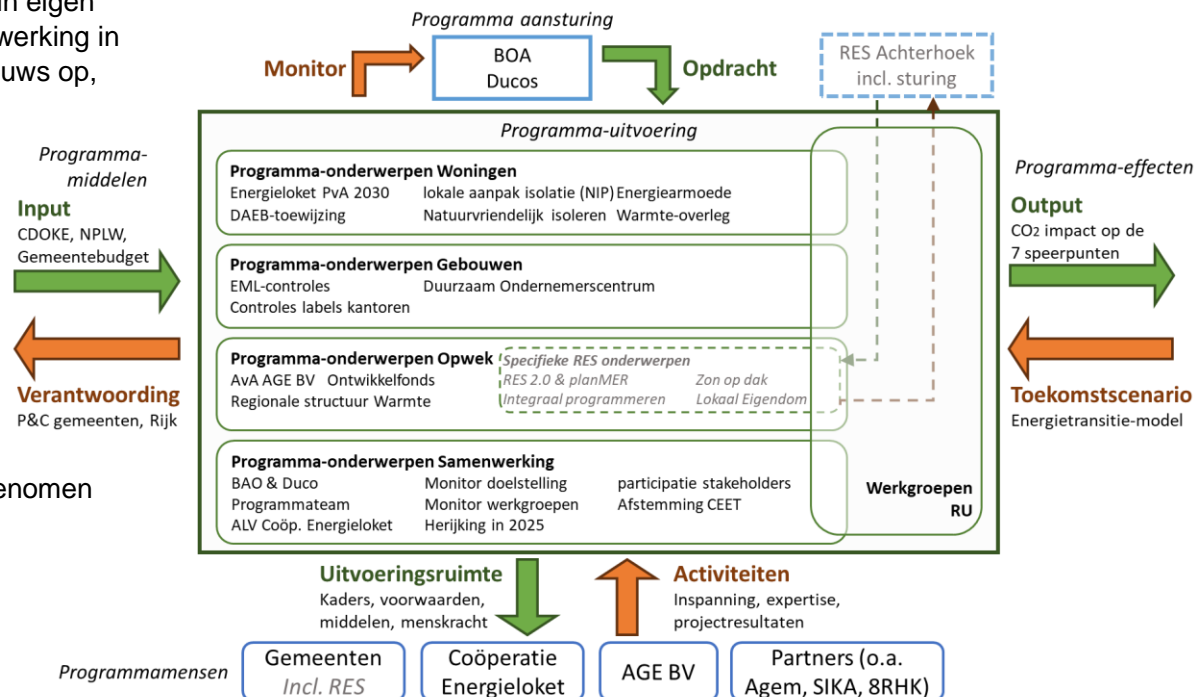 n eigen
werking in
uws op,
enomen
Programma aansturing
Monitor
BOA
Ducos
Opdracht
RES Achterhoek
incl. sturing
Programma-uitvoering
Programma-
middelen
Input
CDOKE, NPLW,
Gemeentebudget
Verantwoording
P&C gemeenten, Rijk
Programma-onderwerpen Woningen
Energieloket PvA 2030 lokale aanpak isolatie (NIP) Energiearmoede
DAEB-toewijzing Natuurvriendelijk isoleren Warmte-overleg
Programma-onderwerpen Gebouwen
EML-controles Duurzaam Ondernemerscentrum
Controles labels kantoren
Programma-onderwerpen Opwek
AvA AGE BV Ontwikkelfonds
Regionale structuur Warmte
Specifieke RES onderwerpen
RES 2.0 & planMER Zon op dak
Integraal programmeren Lokaal Eigendom
Programma-onderwerpen Samenwerking
BAO & Duco Monitor doelstelling participatie stakeholders
Programmateam Monitor werkgroepen Afstemming CEET
ALV Coöp. Energieloket Herijking in 2025
Werkgroepen
RU
Programma-effecten
Output
CO2 impact op de
7 speerpunten
Toekomstscenario
Energietransitie-model
Uitvoeringsruimte
Kaders, voorwaarden,
middelen, menskracht
Activiteiten
Inspanning, expertise,
projectresultaten
Programmamensen
Gemeenten
Incl. RES
Coöperatie
Energieloket
AGE BV
Partners (o.a.
Agem, SIKA, 8RHK)